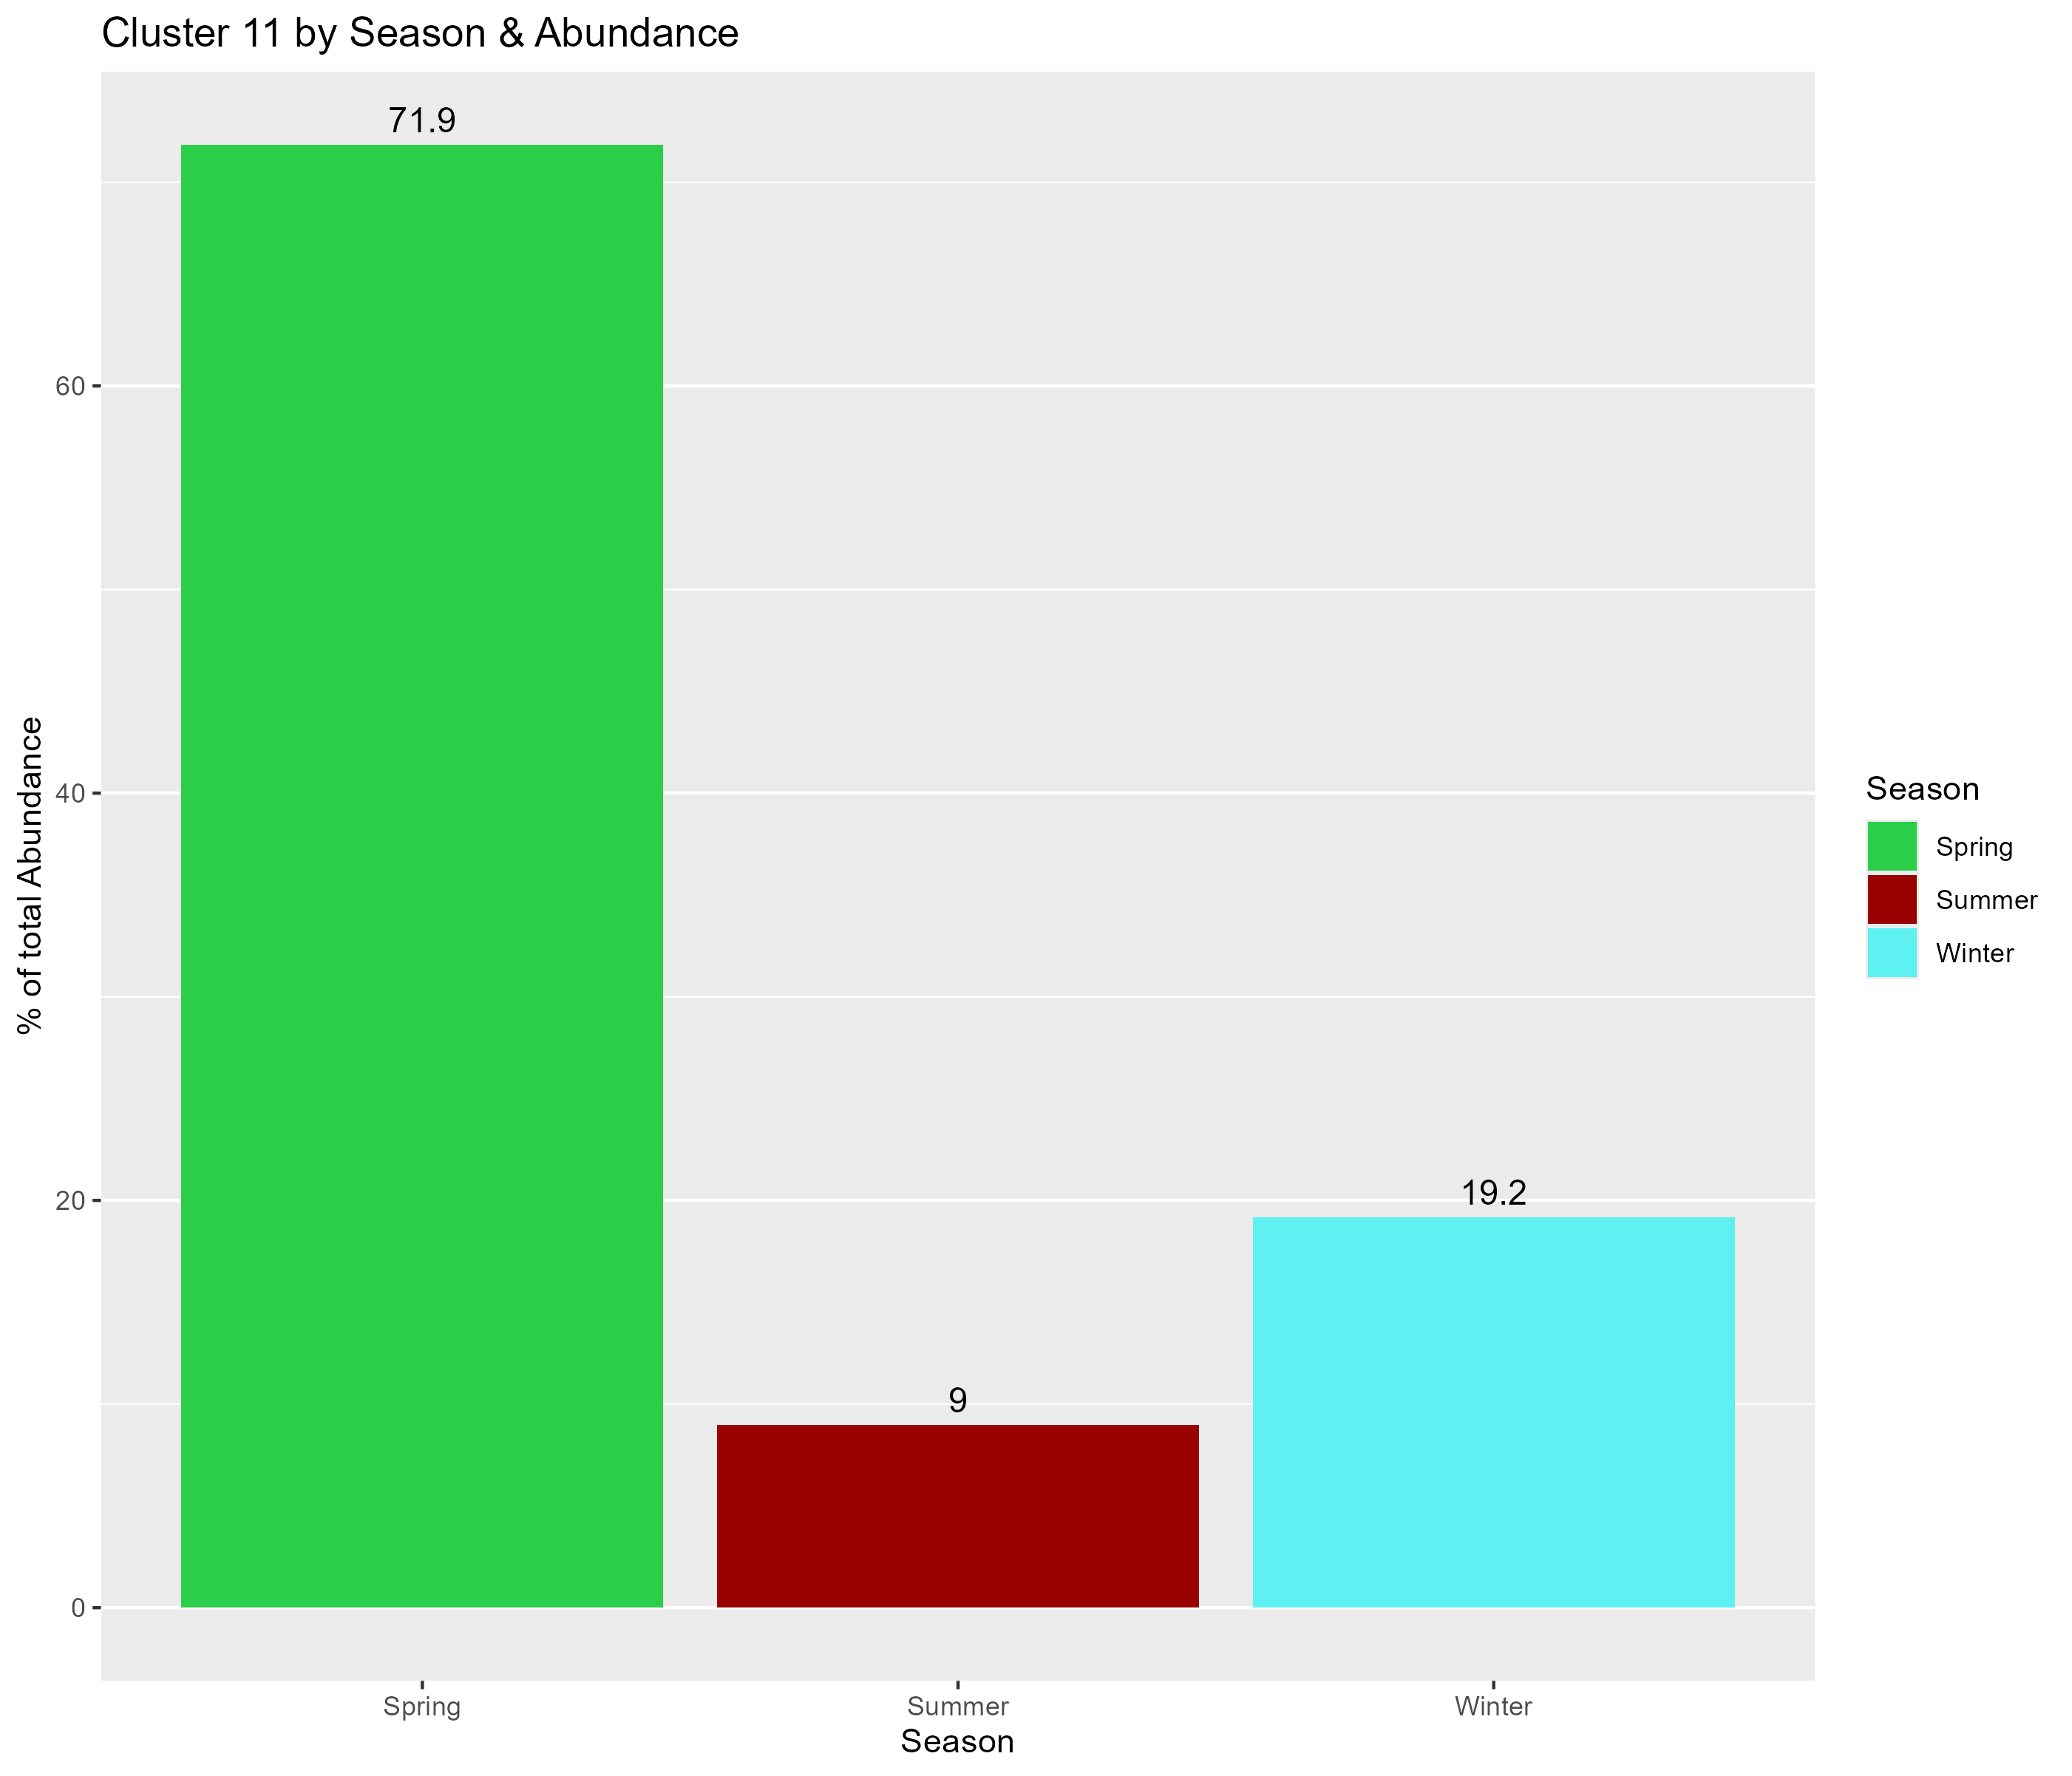 Cluster 11 by Season & Abundance
71.9
60
% of total Abundance
40
Season
Spring
Summer
Winter
20
19.2
9
0
Spring Summer Winter
Season